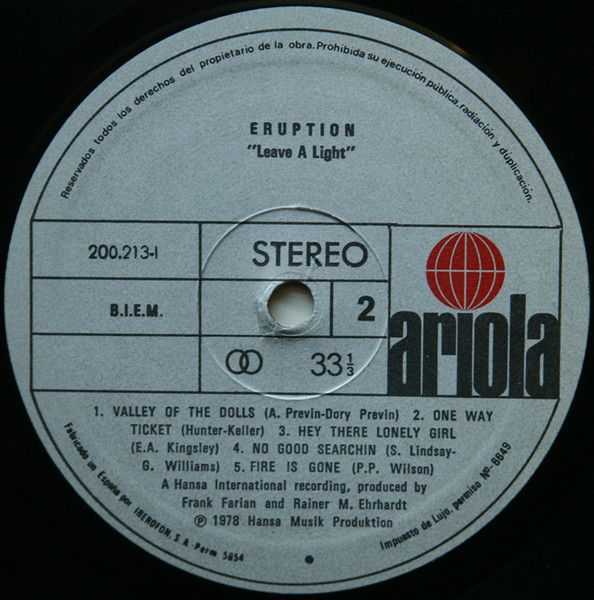 Reservados todos los derechos del propietario de la obra. Prohibida su ejecución pública, radiación y duplicación.
ERUPTION
"Leave A Light"
200.213-I
STEREO
B.I.E.M.
2
ariola
33 1/3
1. VALLEY OF THE DOLLS (A. Previn-Dory Previn) 2. ONE WAY
TICKET (Hunter-Keller) 3. HEY THERE LONELY GIRL
(E.A. Kingsley) 4. NO GOOD SEARCHIN (S. Lindsay-
G. Williams) 5. FIRE IS GONE (P.P. Wilson)
A Hansa International recording, produced by
Frank Farian and Rainer M. Ehrhardt
Ⓟ 1978 Hansa Musik Produktion
Fabricado en España por IBEROFON, S.A - Perm. 5854
Impuesto de Lujo, permiso Nº. 6649